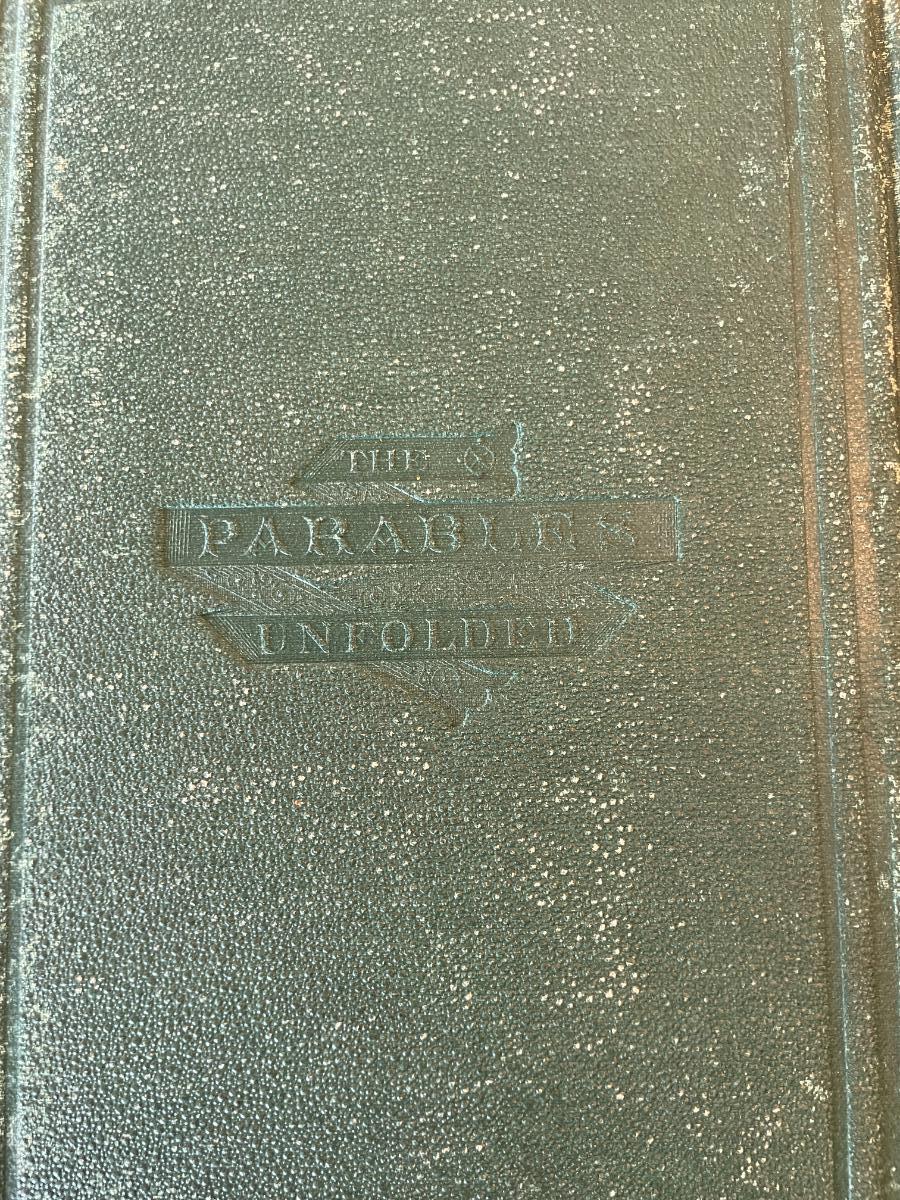 THE
PARABLES
UNFOLDED